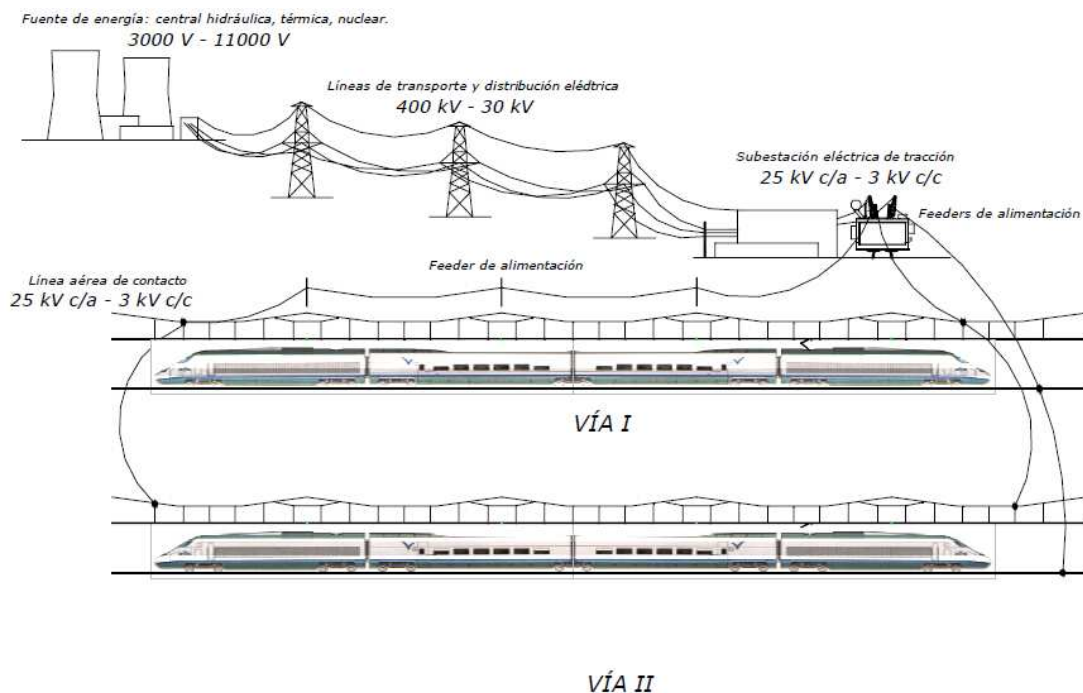 Fuente de energía: central hidráulica, térmica, nuclear.
3000 V - 11000 V
Líneas de transporte y distribución elédtrica
400 kV - 30 kV
Subestación eléctrica de tracción
25 kV c/a - 3 kV c/c
Feeders de alimentación
Feeder de alimentación
Línea aérea de contacto
25 kV c/a - 3 kV c/c
VÍA I
VÍA II